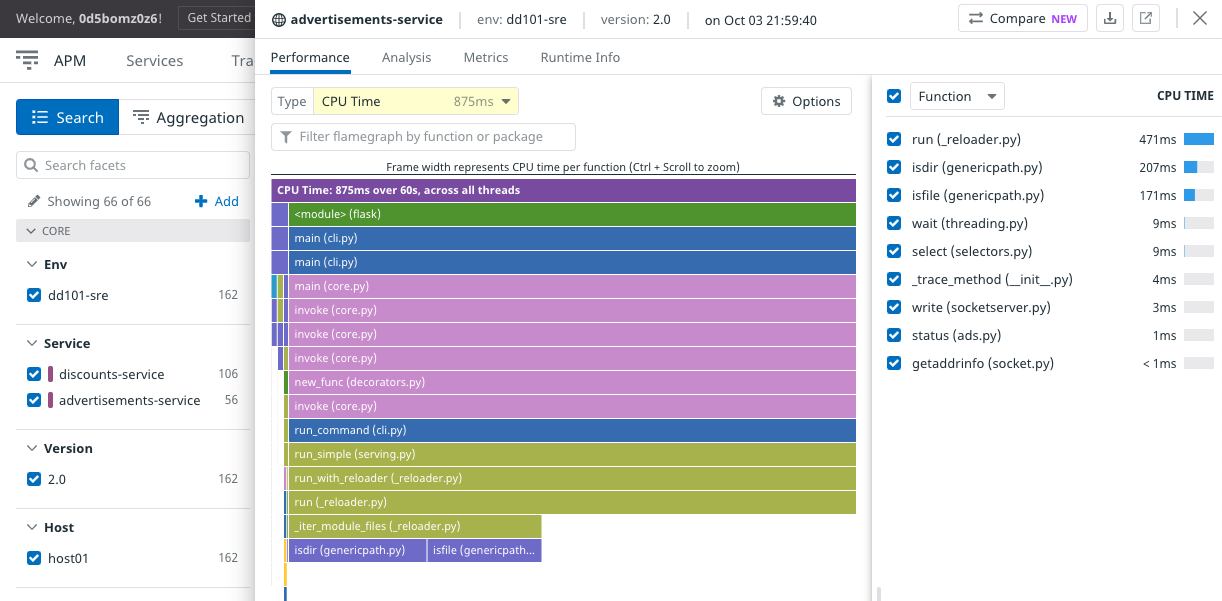 Welcome, 0d5bomz0z6!
Get Started
APM
Services
Tra
Search
Aggregation
Search facets
Showing 66 of 66
Add
CORE
Env
dd101-sre 162
Service
discounts-service 106
advertisements-service 56
Version
2.0 162
Host
host01 162
advertisements-service
env: dd101-sre
version: 2.0
on Oct 03 21:59:40
Compare NEW
Performance
Analysis
Metrics
Runtime Info
Type
CPU Time 875ms
Options
Filter flamegraph by function or package
Frame width represents CPU time per function (Ctrl + Scroll to zoom)
CPU Time: 875ms over 60s, across all threads
<module> (flask)
main (cli.py)
main (cli.py)
main (core.py)
invoke (core.py)
invoke (core.py)
invoke (core.py)
new_func (decorators.py)
invoke (core.py)
run_command (cli.py)
run_simple (serving.py)
run_with_reloader (_reloader.py)
run (_reloader.py)
_iter_module_files (_reloader.py)
isdir (genericpath.py)
isfile (genericpath...
Function
CPU TIME
run (_reloader.py) 471ms
isdir (genericpath.py) 207ms
isfile (genericpath.py) 171ms
wait (threading.py) 9ms
select (selectors.py) 9ms
_trace_method (__init__.py) 4ms
write (socketserver.py) 3ms
status (ads.py) 1ms
getaddrinfo (socket.py) < 1ms